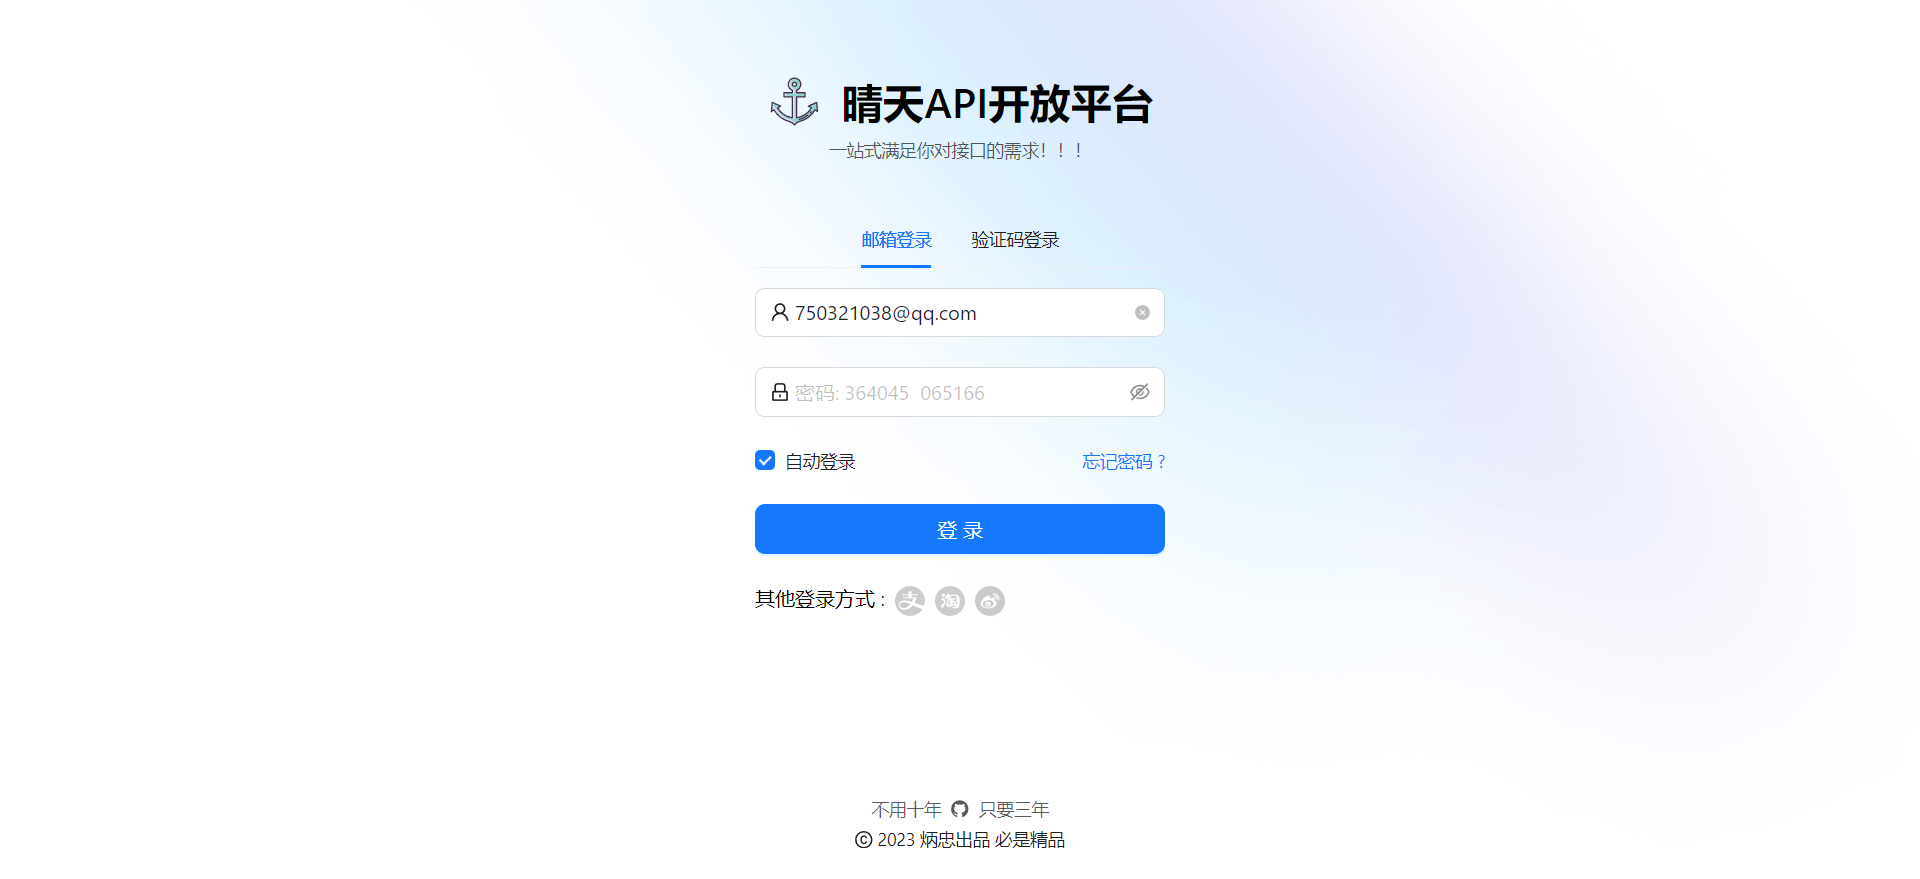 晴天API开放平台
一站式满足你对接口的需求！！！
邮箱登录 验证码登录
750321038@qq.com
密码: 364045 065166
自动登录 忘记密码 ?
登 录
其他登录方式 : 支 淘
不用十年 只要三年
© 2023 炳忠出品 必是精品